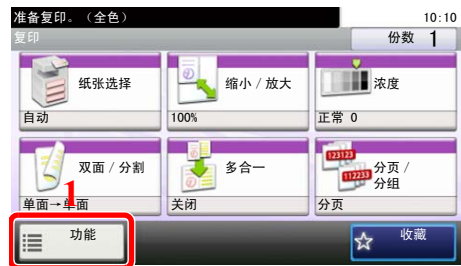 准备复印。（全色）
10:10
复印
份数 1
纸张选择
自动
缩小 / 放大
100%
浓度
正常 0
双面 / 分割
单面→单面
1
多合一
关闭
123123
112233
分页 /
分组
分页
功能
收藏